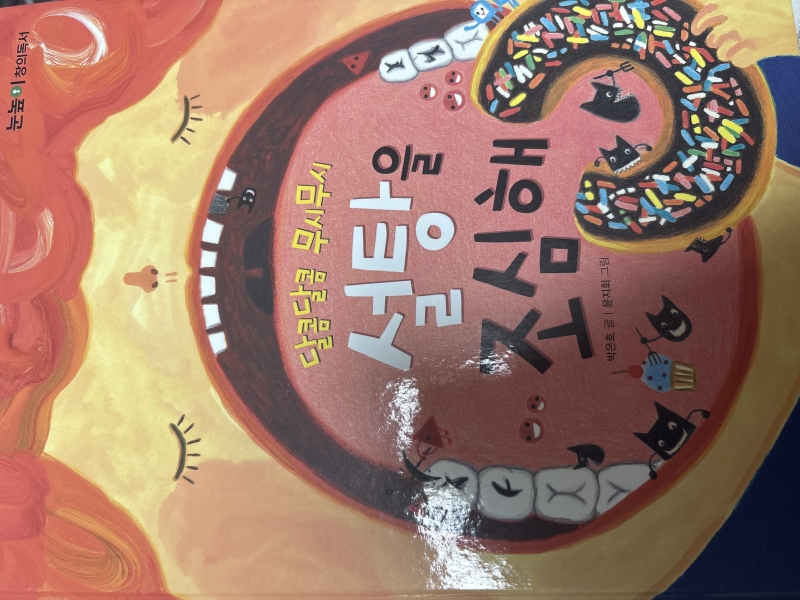 눈높이 창의독서
달콤달콤 무시무시
설탕을
조심해
박은호 글 | 윤지회 그림